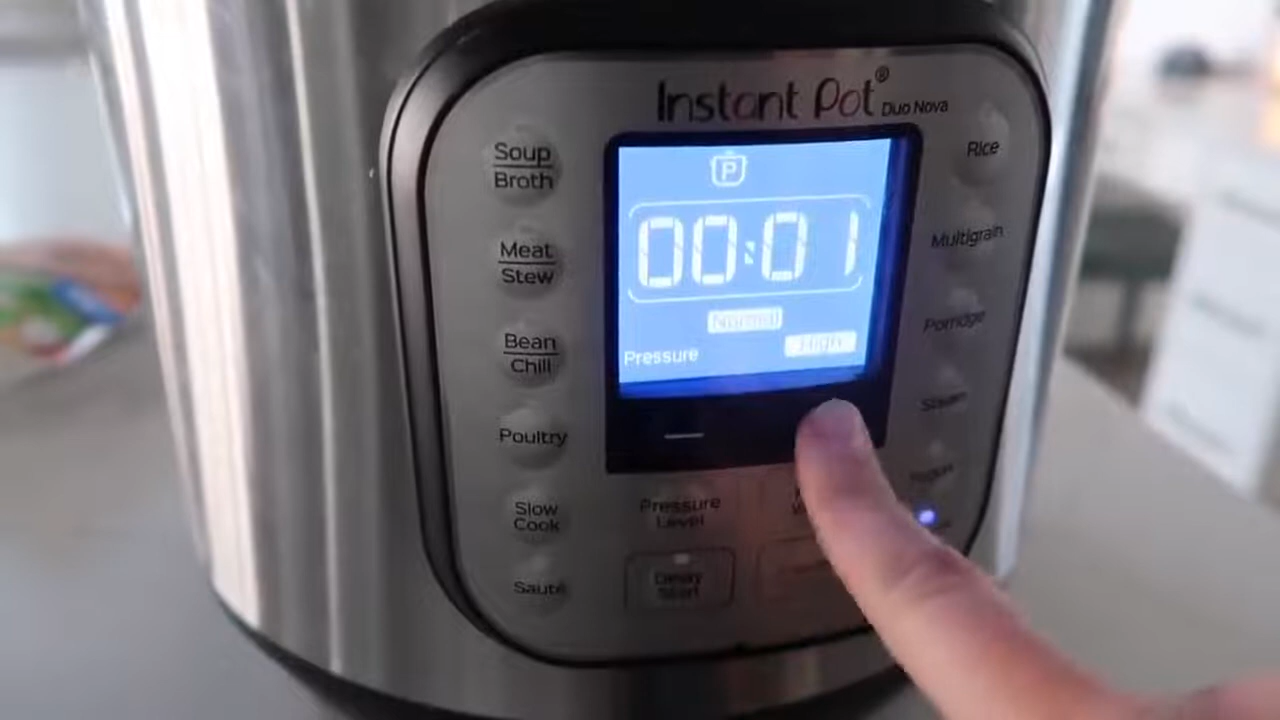 Instant Pot®
Duo Nova
Soup
Broth
Meat
Stew
Bean
Chili
Poultry
Slow
Cook
Sauté
P
00:01
Normal
Pressure
High
Pressure
Level
Delay
Start
Rice
Multigrain
Porridge
Steam
Yogurt